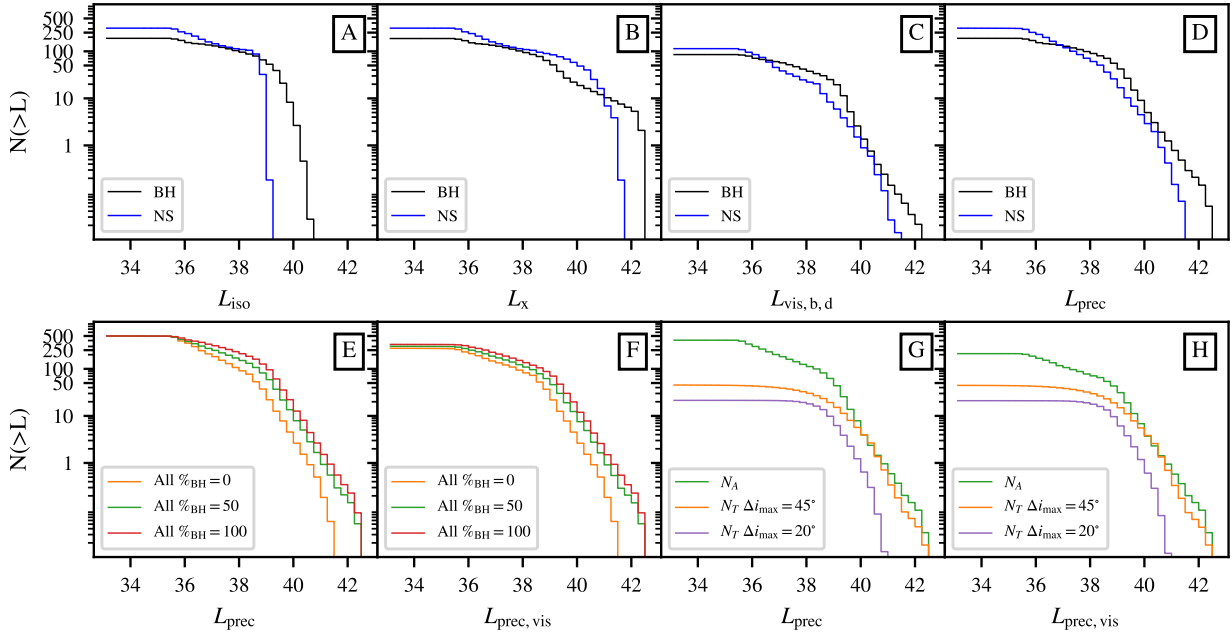 500
250
100
50
10
1
N(>L)
A
BH
NS
34 36 38 40 42
L_iso
B
BH
NS
34 36 38 40 42
L_x
C
BH
NS
34 36 38 40 42
L_vis, b, d
D
BH
NS
34 36 38 40 42
L_prec
500
250
100
50
10
1
N(>L)
E
All %_BH = 0
All %_BH = 50
All %_BH = 100
34 36 38 40 42
L_prec
F
All %_BH = 0
All %_BH = 50
All %_BH = 100
34 36 38 40 42
L_prec, vis
G
N_A
N_T Δi_max = 45°
N_T Δi_max = 20°
34 36 38 40 42
L_prec
H
N_A
N_T Δi_max = 45°
N_T Δi_max = 20°
34 36 38 40 42
L_prec, vis